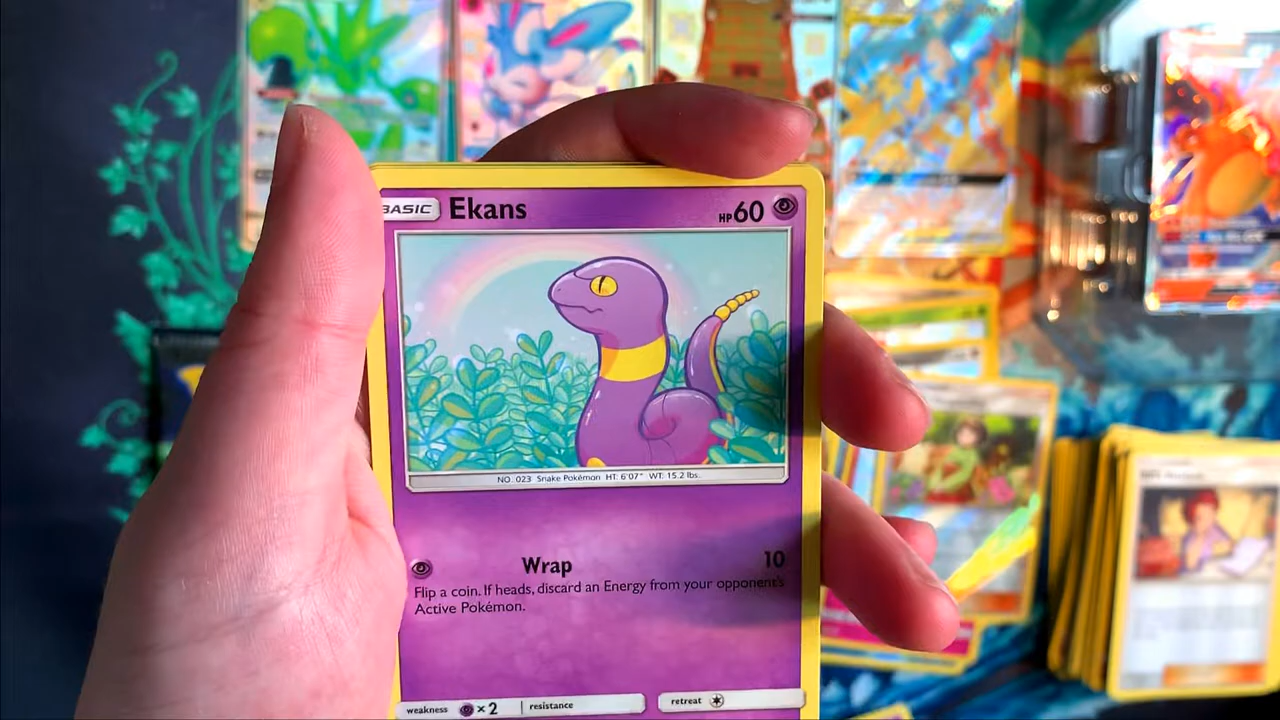 BASIC Ekans HP60
NO. 023 Snake Pokémon HT: 6'07" WT: 15.2 lbs.
Wrap 10
Flip a coin. If heads, discard an Energy from your opponent's
Active Pokémon.
weakness ×2 resistance retreat